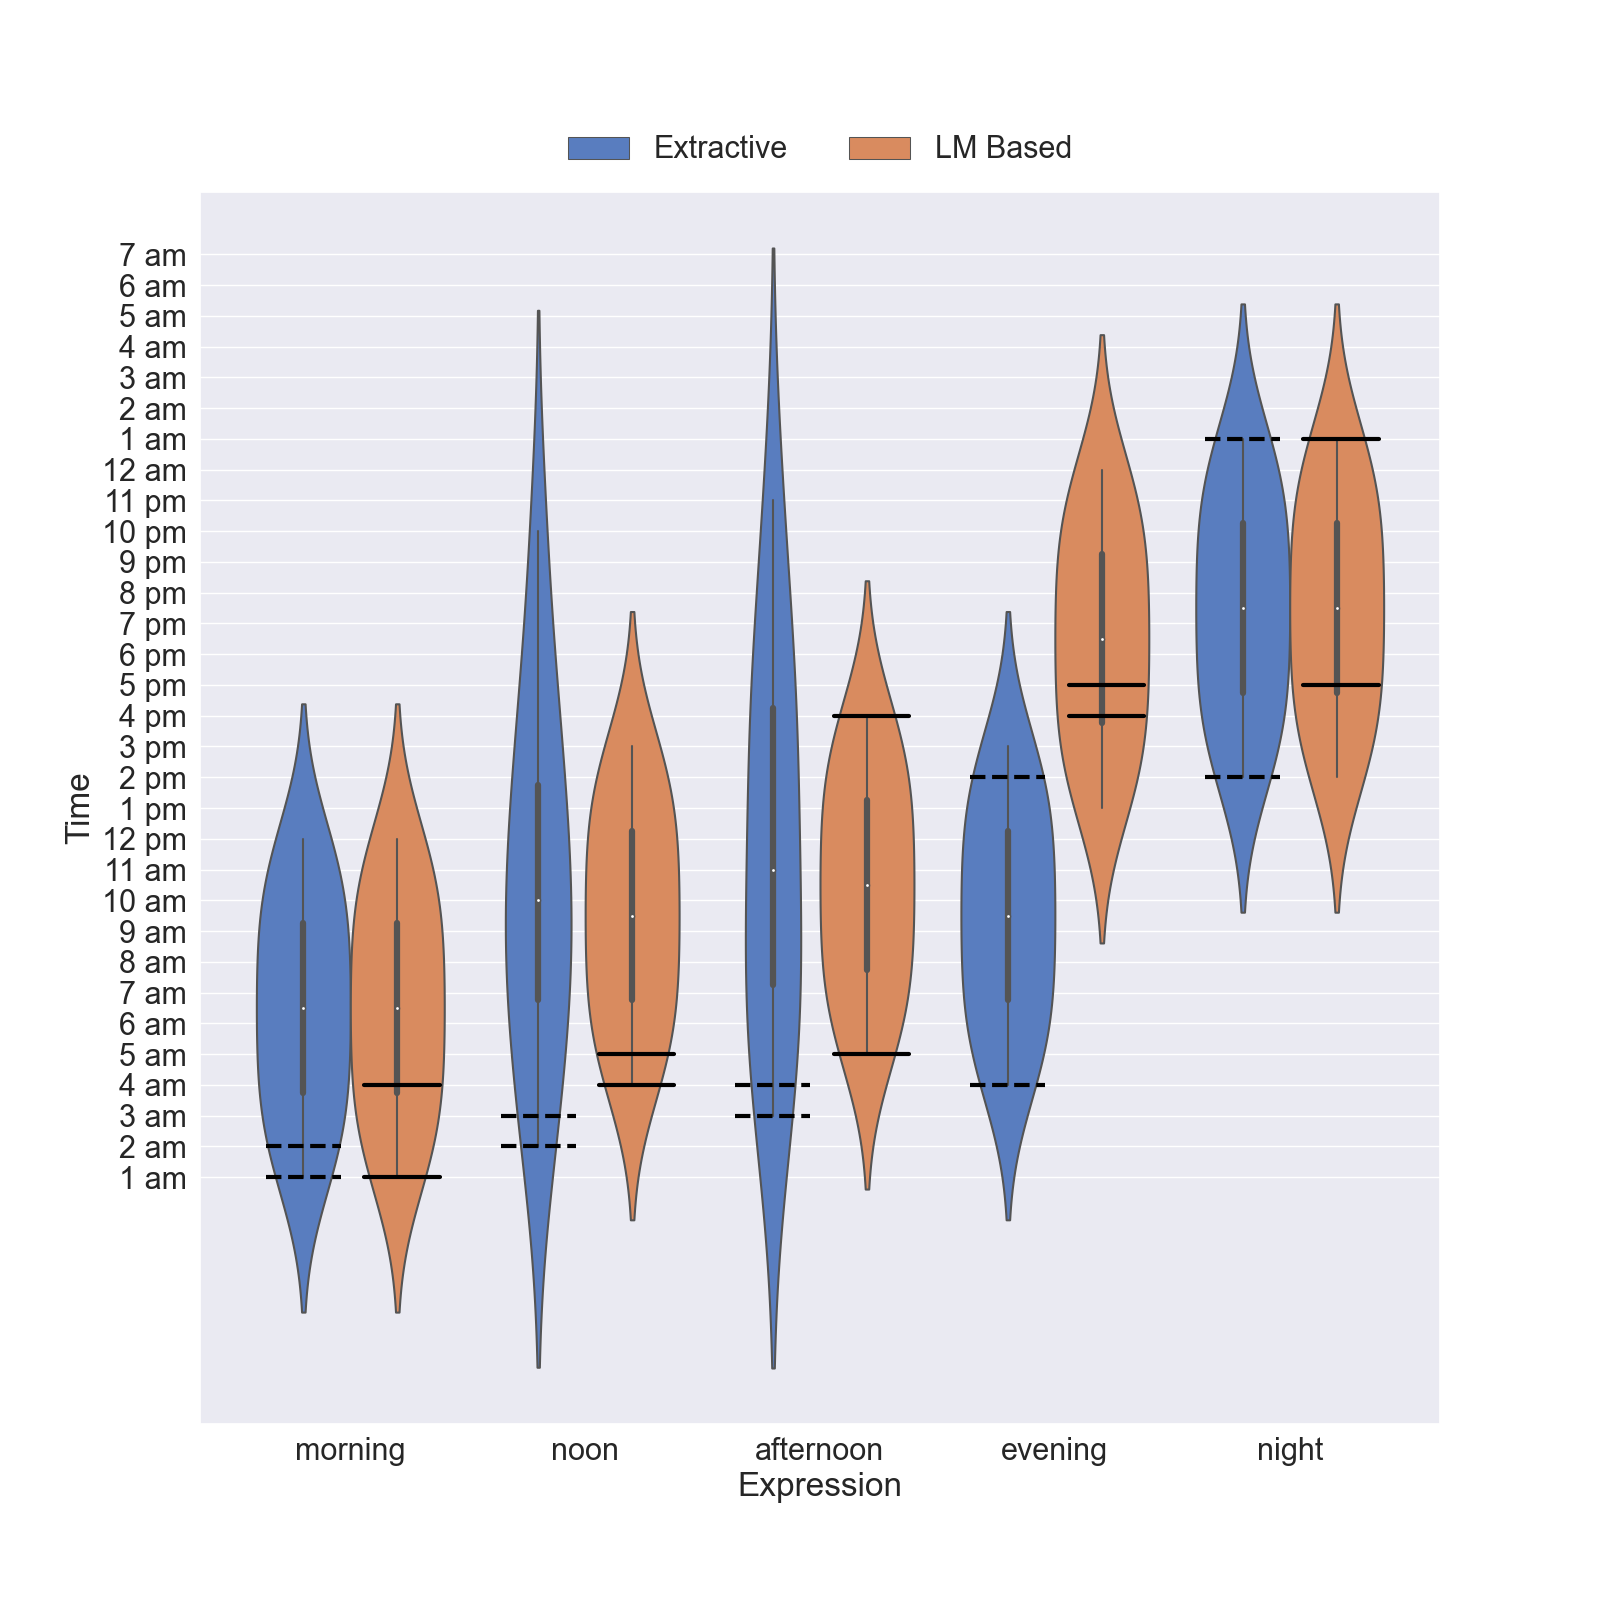 Extractive LM Based
7 am
6 am
5 am
4 am
3 am
2 am
1 am
12 am
11 pm
10 pm
9 pm
8 pm
7 pm
6 pm
5 pm
4 pm
3 pm
2 pm
1 pm
12 pm
11 am
10 am
9 am
8 am
7 am
6 am
5 am
4 am
3 am
2 am
1 am
Time
morning noon afternoon evening night
Expression